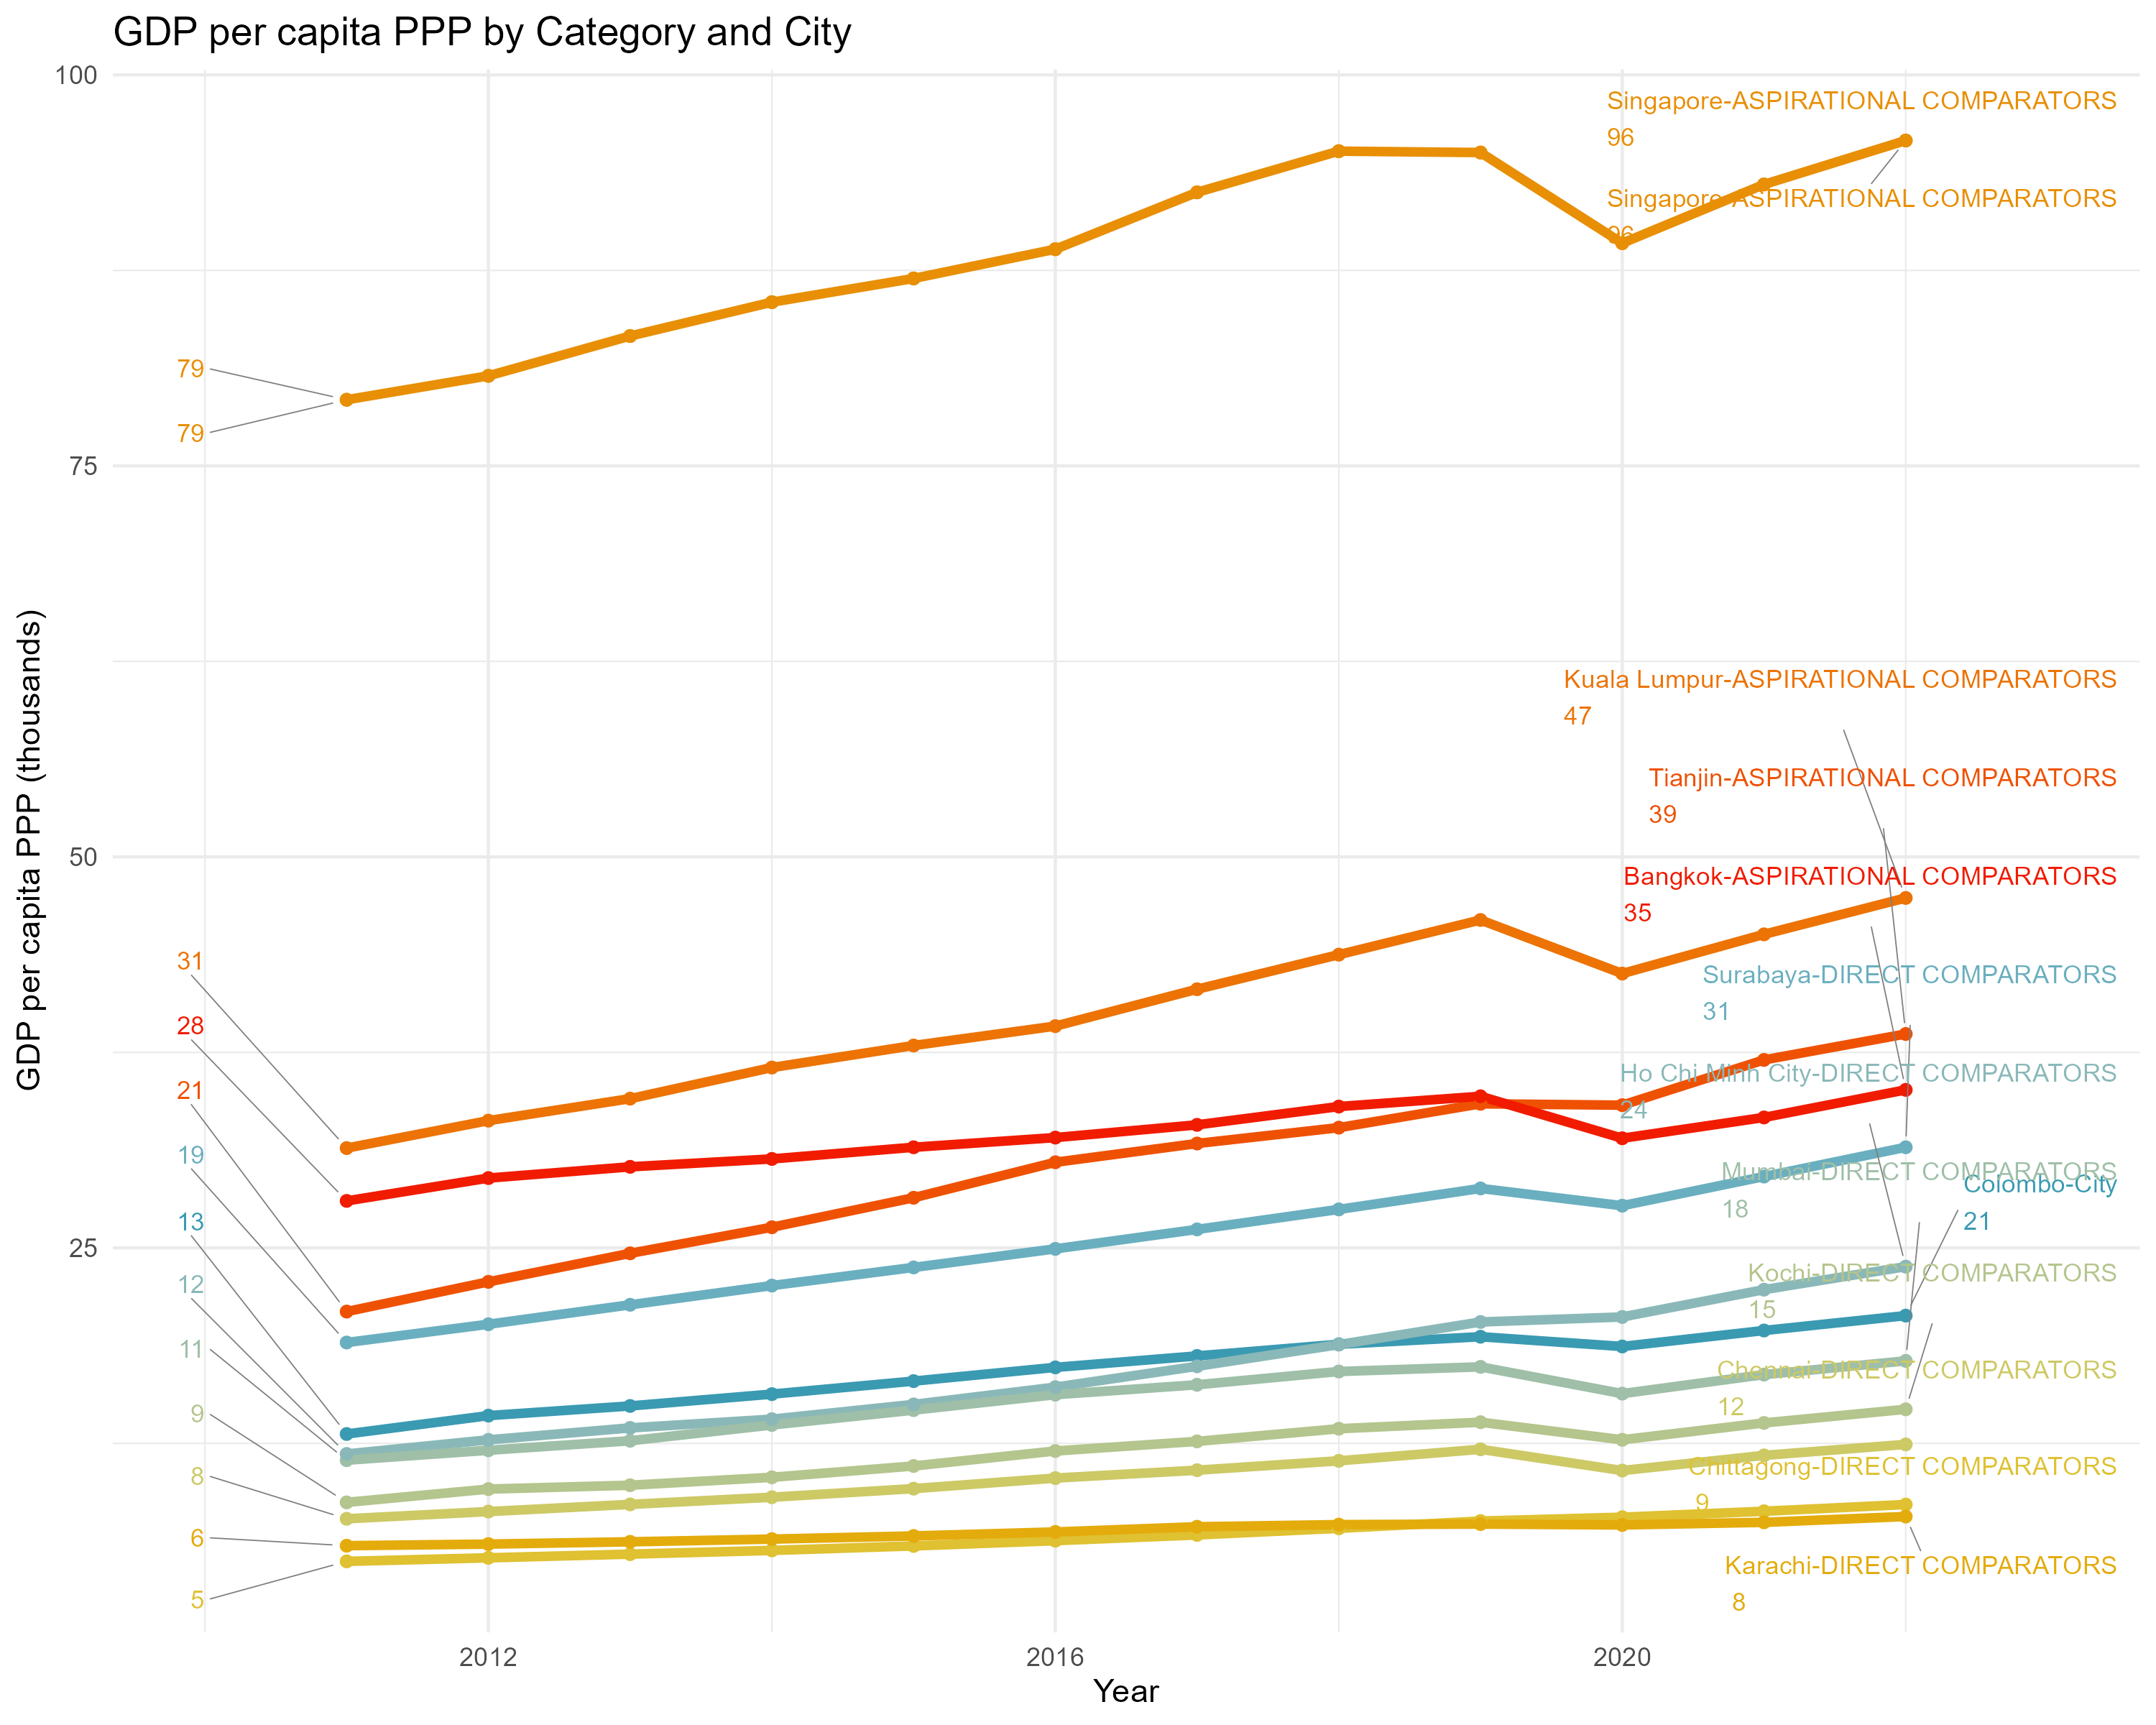 GDP per capita PPP by Category and City
GDP per capita PPP (thousands)
100
75
50
25
79
79
31
28
21
19
13
12
11
9
8
6
5
Singapore-ASPIRATIONAL COMPARATORS
96
Singapore-ASPIRATIONAL COMPARATORS
96
Kuala Lumpur-ASPIRATIONAL COMPARATORS
47
Tianjin-ASPIRATIONAL COMPARATORS
39
Bangkok-ASPIRATIONAL COMPARATORS
35
Surabaya-DIRECT COMPARATORS
31
Ho Chi Minh City-DIRECT COMPARATORS
24
Mumbai-DIRECT COMPARATORS
18
Colombo-City
21
Kochi-DIRECT COMPARATORS
15
Chennai-DIRECT COMPARATORS
12
Chittagong-DIRECT COMPARATORS
9
Karachi-DIRECT COMPARATORS
8
2012
2016
2020
Year